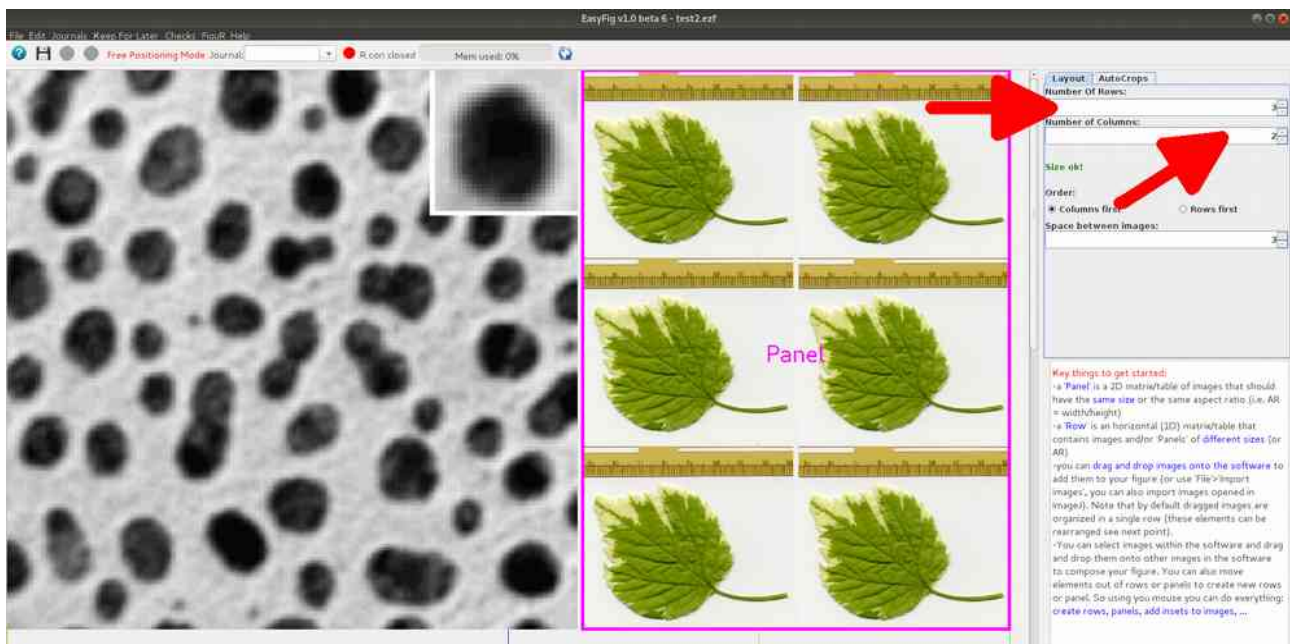 EasyFig v1.0 beta 6 - test2.ezf
File Edit Journals Keep For Later Checks FiguR Help
Free Positioning Mode Journal: R con closed Mem used: 0%
Layout AutoCrops
Number Of Rows:
3
Number of Columns:
2
Size ok!
Order:
Columns first Rows first
Space between images:
3
Panel
Key things to get started:
-a 'Panel' is a 2D matrix/table of images that should
have the same size or the same aspect ratio (i.e. AR
= width/height)
-a 'Row' is an horizontal (1D) matrix/table that
contains images and/or 'Panels' of different sizes (or
AR)
-you can drag and drop images onto the software to
add them to your figure (or use 'File>Import
images', you can also import images opened in
imageJ). Note that by default dragged images are
organized in a single row (these elements can be
rearranged see next point).
-You can select images within the software and drag
and drop them onto other images in the software
to compose your figure. You can also move
elements out of rows or panels to create new rows
or panel. So using you mouse you can do everything:
create rows, panels, add insets to images, ...